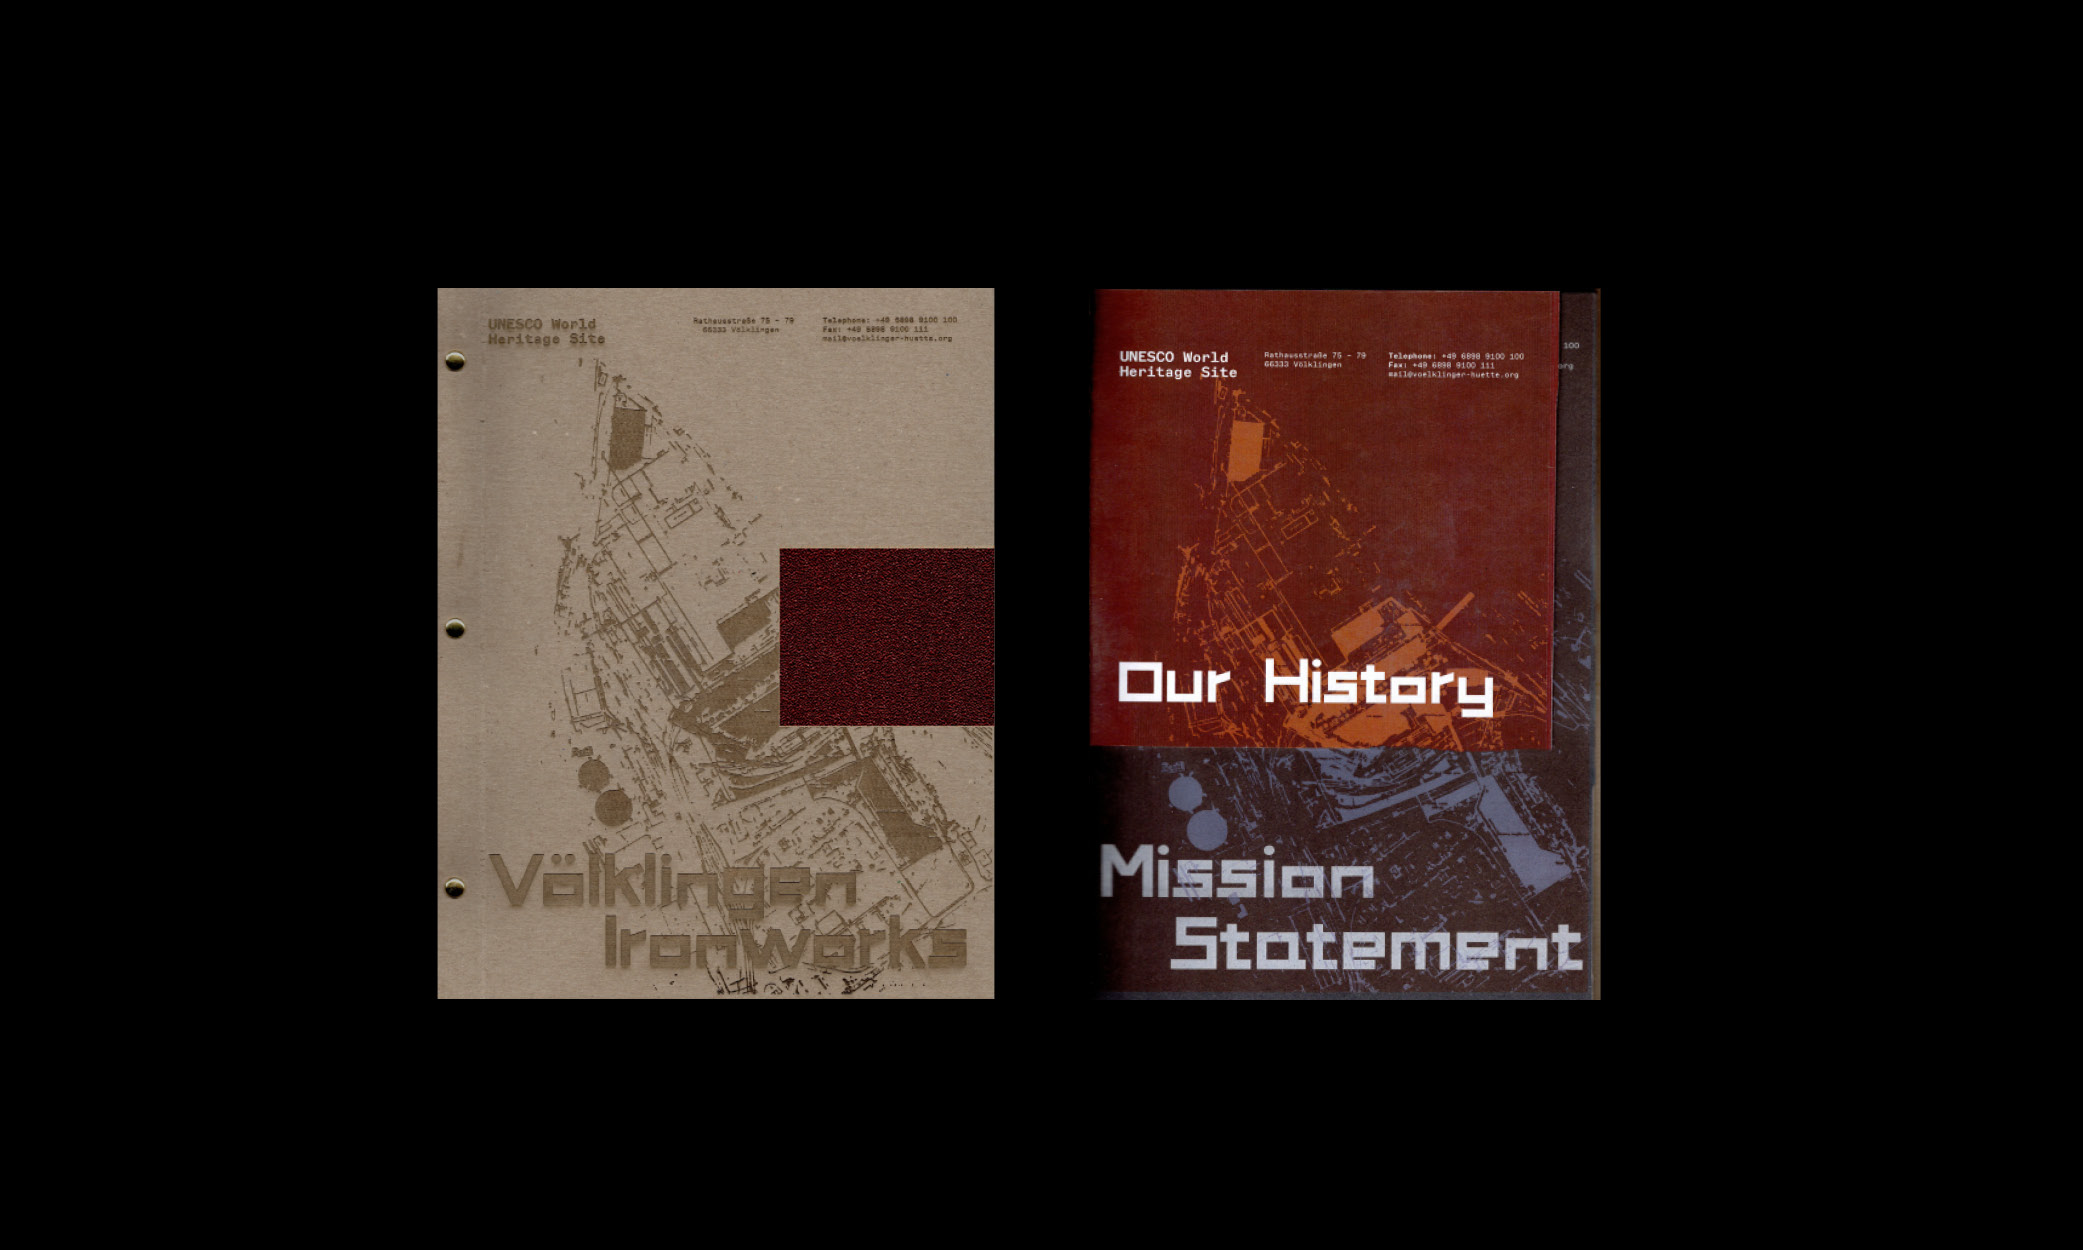 UNESCO World
Heritage Site
Rathausstraße 75 - 79
66333 Völklingen
Telephone: +49 6898 9100 100
Fax: +49 6898 9100 111
mail@voelklinger-huette.org
Völklingen
Ironworks
UNESCO World
Heritage Site
Rathausstraße 75 - 79
66333 Völklingen
Telephone: +49 6898 9100 100
Fax: +49 6898 9100 111
mail@voelklinger-huette.org
100
org
Our History
Mission
Statement